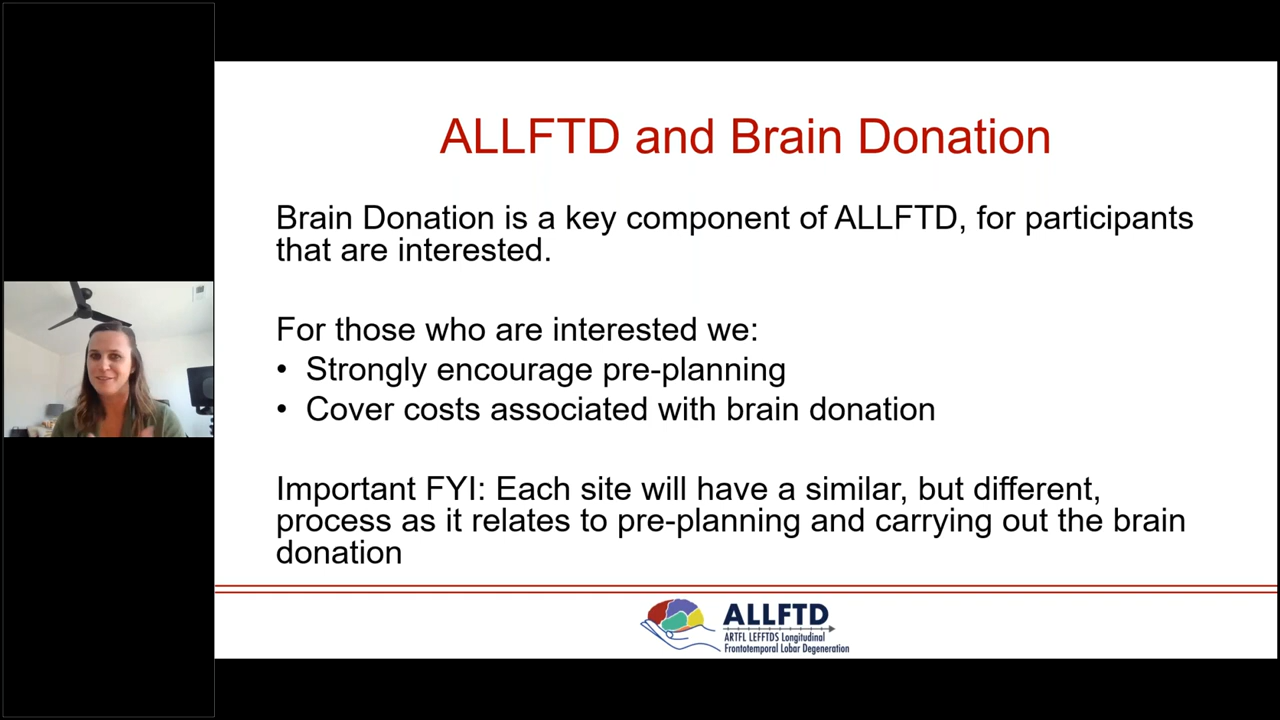 ALLFTD and Brain Donation
Brain Donation is a key component of ALLFTD, for participants
that are interested.
For those who are interested we:
• Strongly encourage pre-planning
• Cover costs associated with brain donation
Important FYI: Each site will have a similar, but different,
process as it relates to pre-planning and carrying out the brain
donation
ALLFTD
ARTFL LEFFTDS Longitudinal
Frontotemporal Lobar Degeneration